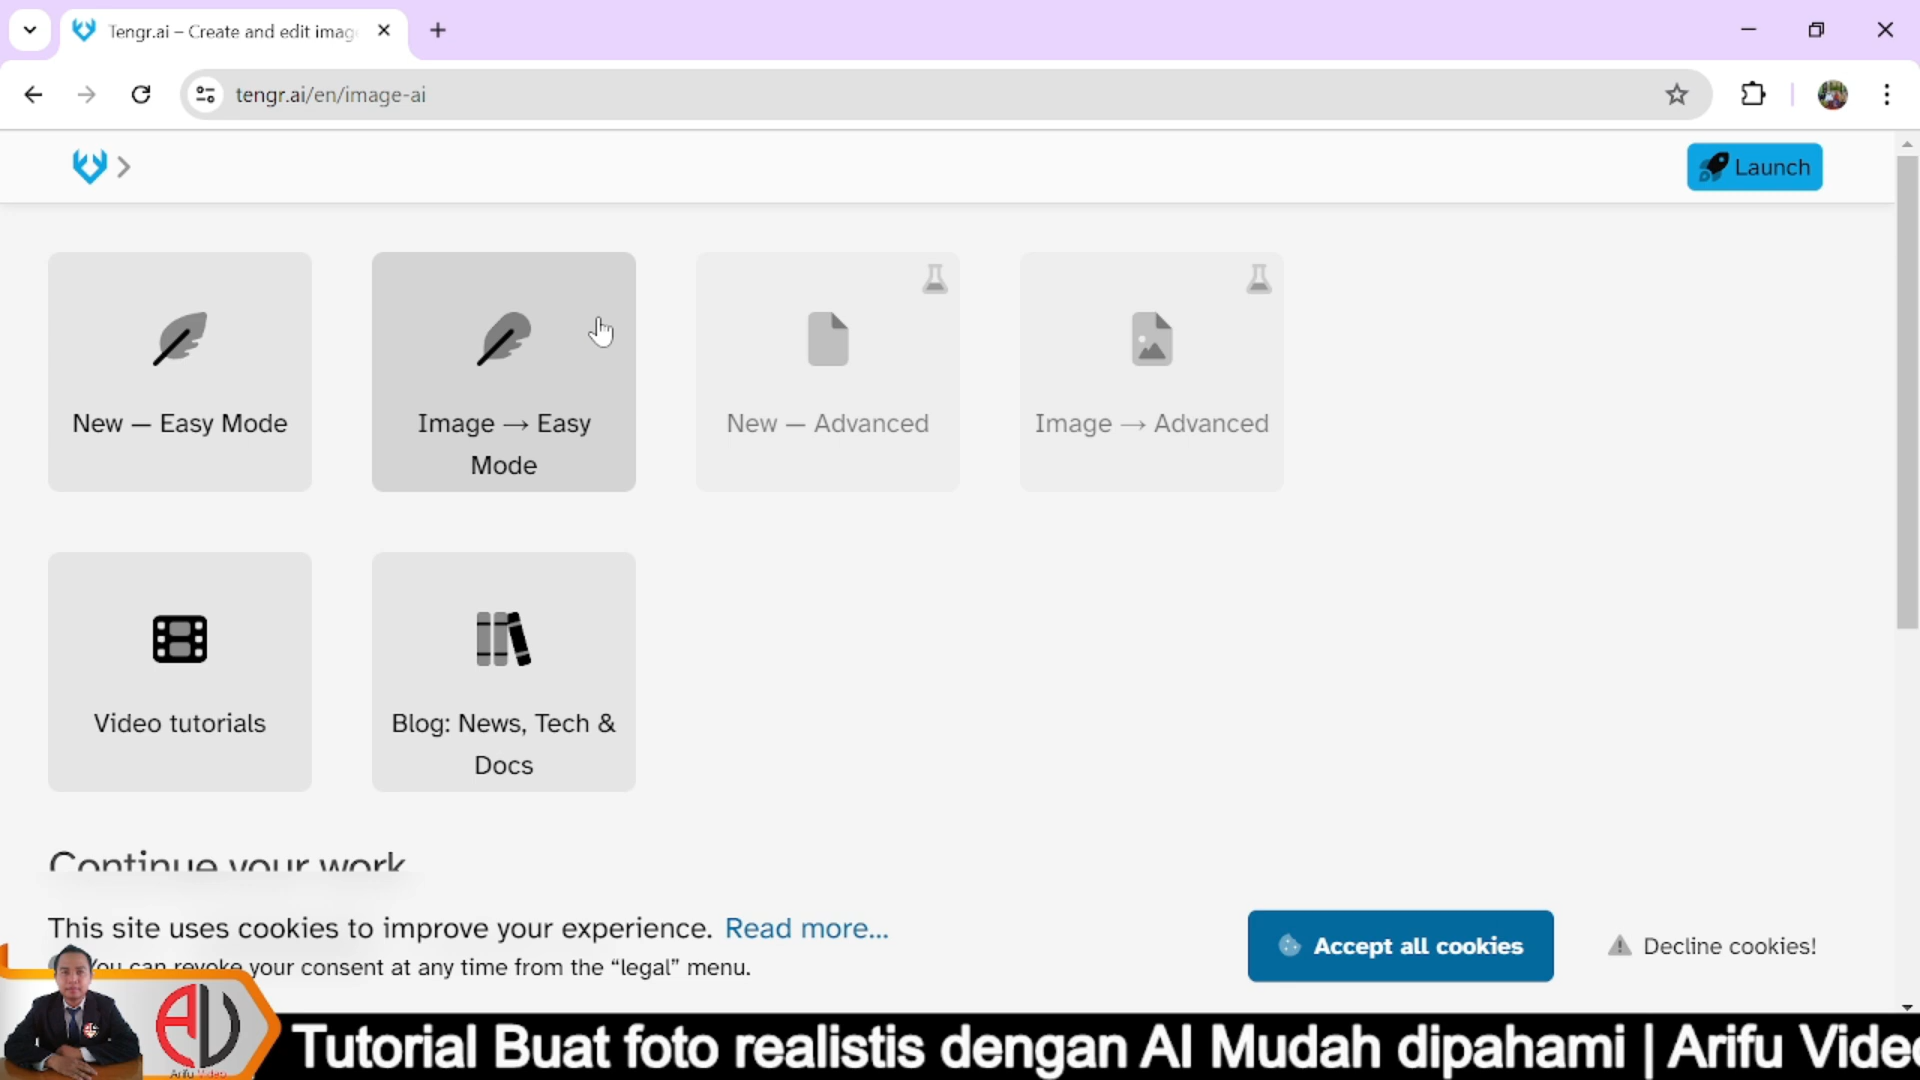 Tengr.ai – Create and edit imag
tengr.ai/en/image-ai
Launch
New — Easy Mode
Image → Easy
Mode
New — Advanced
Image → Advanced
Video tutorials
Blog: News, Tech &
Docs
Continue your work
This site uses cookies to improve your experience. Read more...
You can revoke your consent at any time from the “legal” menu.
Accept all cookies
Decline cookies!
AU
Arifu Video
Tutorial Buat foto realistis dengan AI Mudah dipahami | Arifu Vide